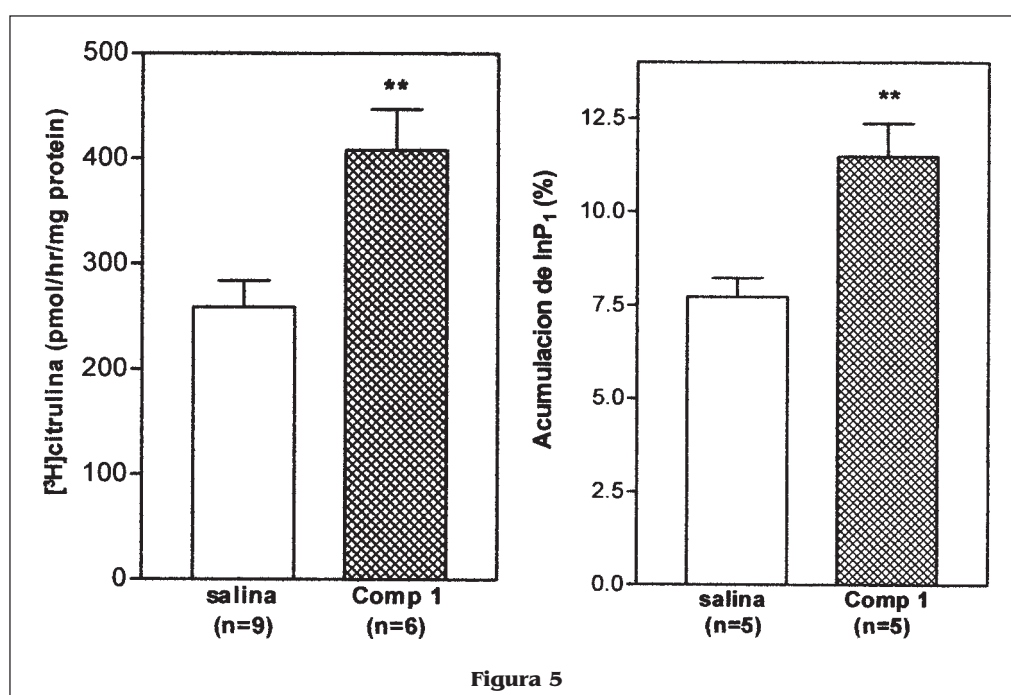 500
400
300
200
100
0
[³H]citrulina (pmol/hr/mg protein)
**
salina
(n=9)
Comp 1
(n=6)
12.5
10.0
7.5
5.0
2.5
0.0
Acumulacion de InP₁ (%)
**
salina
(n=5)
Comp 1
(n=5)
Figura 5